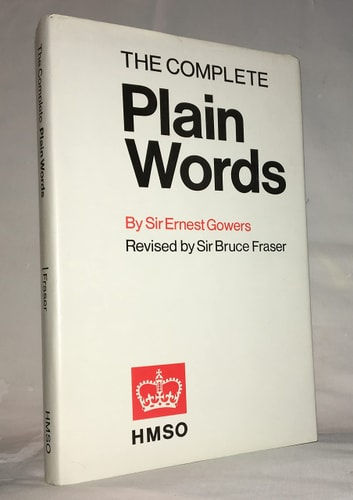 THE COMPLETE
Plain
Words
By Sir Ernest Gowers
Revised by Sir Bruce Fraser
HMSO
The Complete Plain Words
Fraser
HMSO